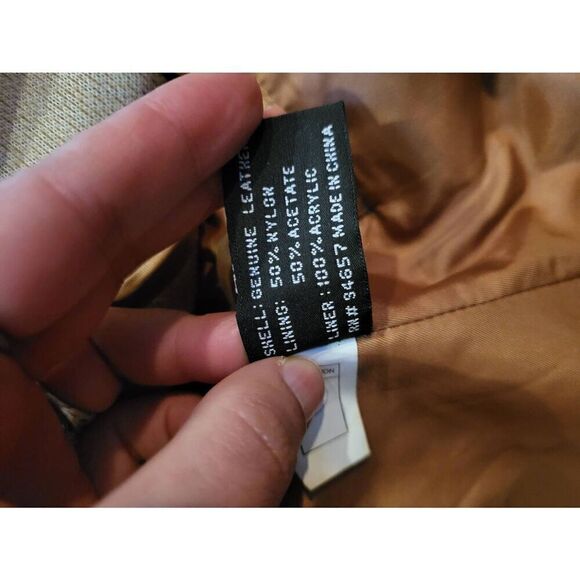 SHELL: GENUINE LEATHER
LINING: 50% NYLON
50% ACETATE
LINER: 100% ACRYLIC
RN# 94657 MADE IN CHINA